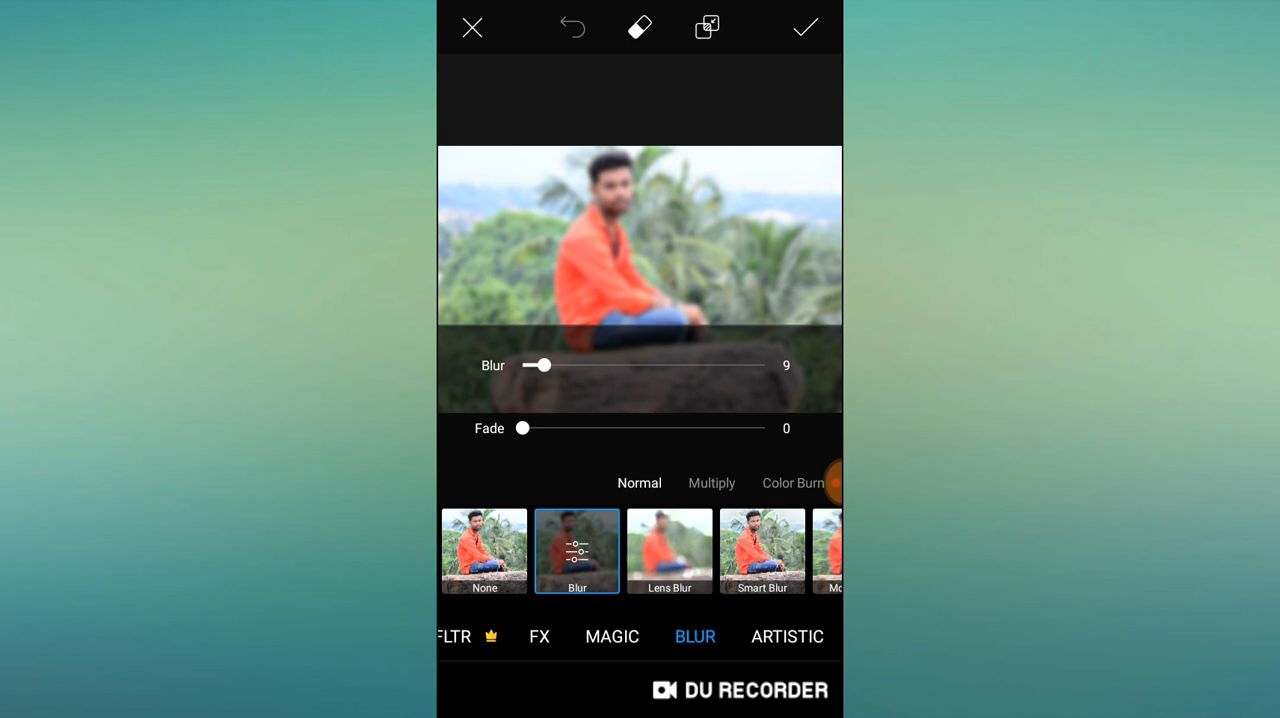 Blur 9
Fade 0
Normal Multiply Color Burn
None Blur Lens Blur Smart Blur
FX MAGIC BLUR ARTISTIC
DU RECORDER